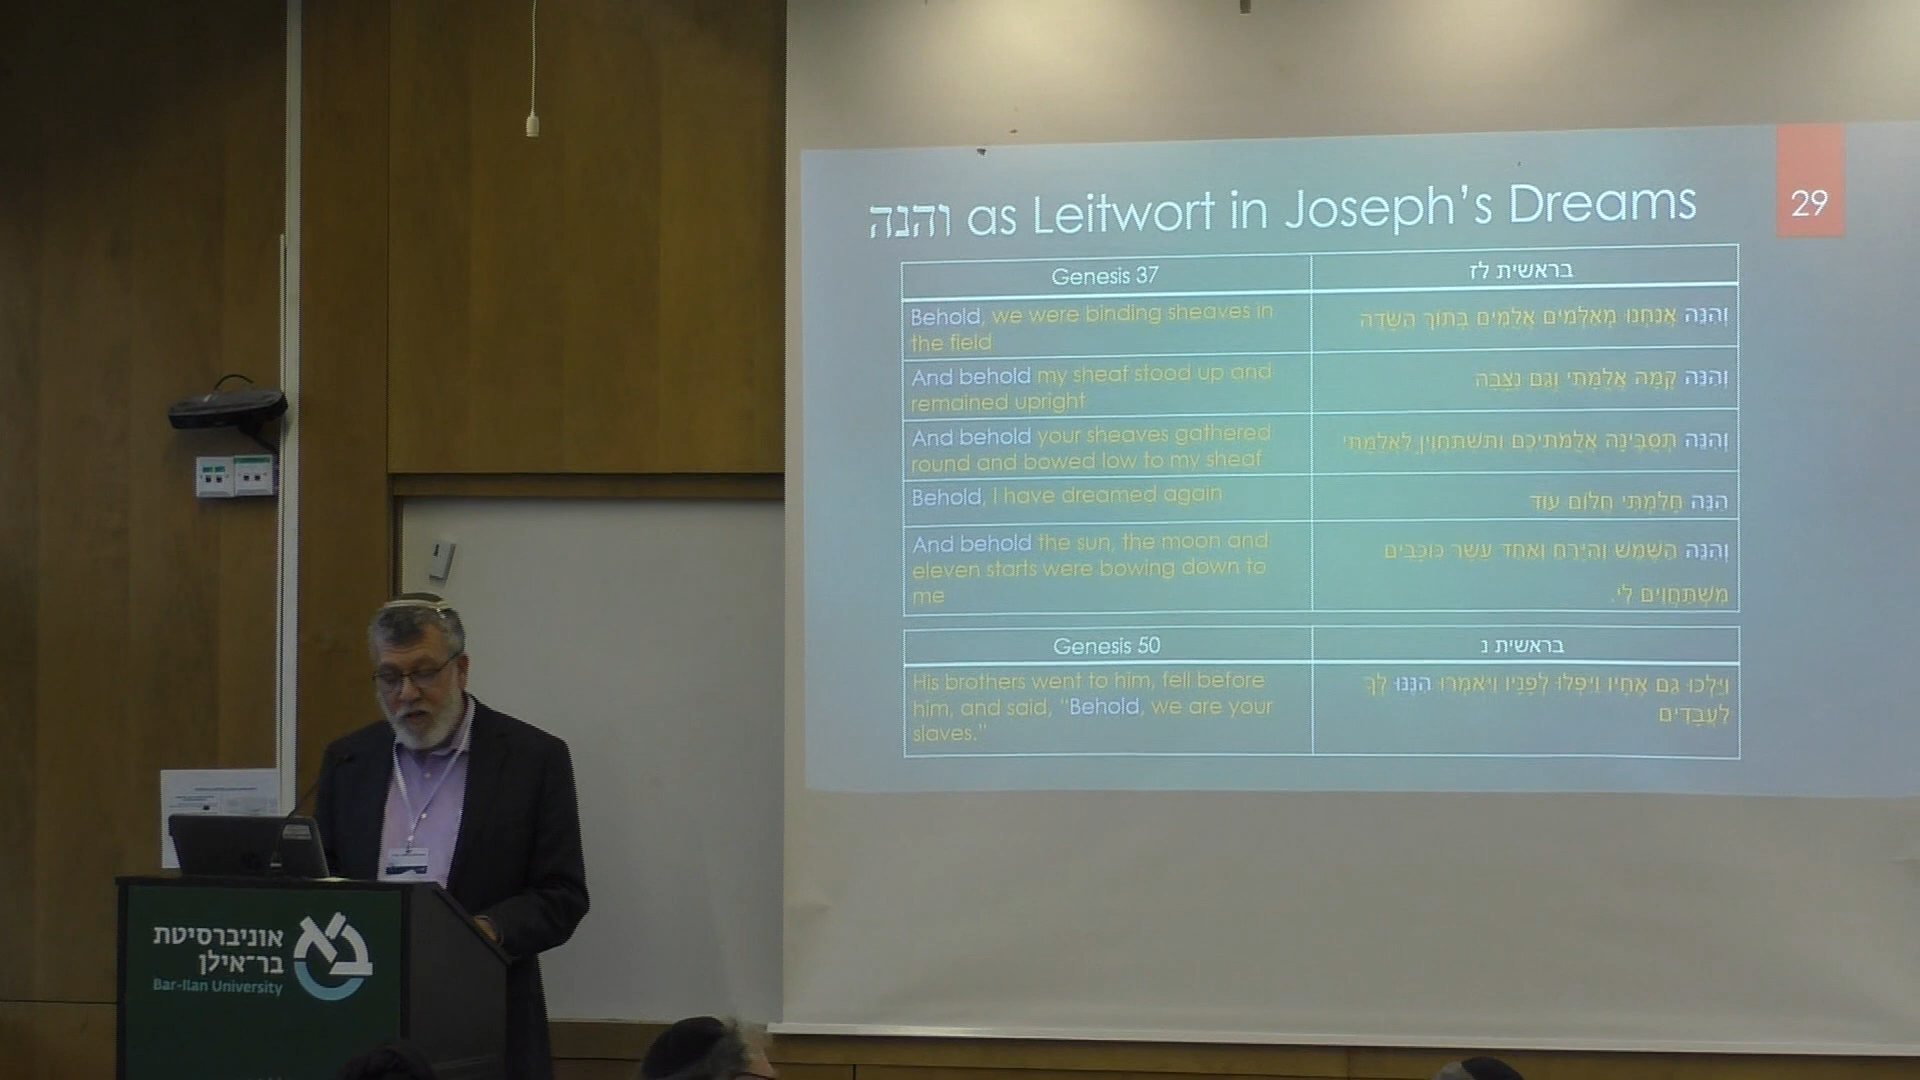 והנה as Leitwort in Joseph's Dreams
29
Genesis 37
בראשית לז
Behold, we were binding sheaves in
the field
וְהִנֵּה אֲנַחְנוּ מְאַלְּמִים אֲלֻמִּים בְּתוֹךְ הַשָּׂדֶה
And behold my sheaf stood up and
remained upright
וְהִנֵּה קָמָה אֲלֻמָּתִי וְגַם נִצָּבָה
And behold your sheaves gathered
round and bowed low to my sheaf
וְהִנֵּה תְסֻבֶּינָה אֲלֻמֹּתֵיכֶם וַתִּשְׁתַּחֲוֶיןָ לַאֲלֻמָּתִי
Behold, I have dreamed again
הִנֵּה חָלַמְתִּי חֲלוֹם עוֹד
And behold the sun, the moon and
eleven starts were bowing down to
me
וְהִנֵּה הַשֶּׁמֶשׁ וְהַיָּרֵחַ וְאַחַד עָשָׂר כּוֹכָבִים
מִשְׁתַּחֲוִים לִי.
Genesis 50
בראשית נ
His brothers went to him, fell before
him, and said, "Behold, we are your
slaves."
וַיֵּלְכוּ גַּם אֶחָיו וַיִּפְּלוּ לְפָנָיו וַיֹּאמְרוּ הִנֶּנּוּ לְךָ
לַעֲבָדִים
אוניברסיטת
בר-אילן
Bar-Ilan University